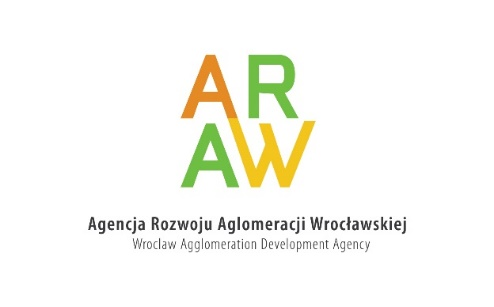 AR
AW
Agencja Rozwoju Aglomeracji Wrocławskiej
Wroclaw Agglomeration Development Agency